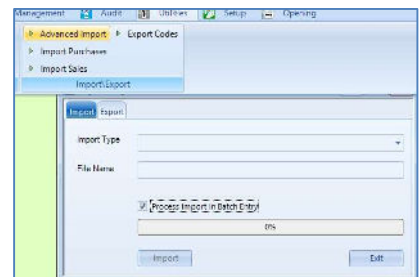 Management Audit Utilities Setup Opening
Advanced Import Export Codes
Import Purchases
Import Sales
Import\Export
Import Export
Import Type
File Name
Process Import In Batch Entry
0%
Import Exit